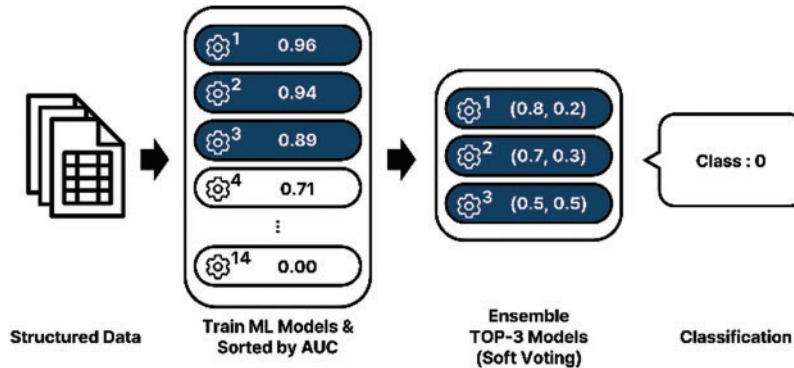 1 0.96
2 0.94
3 0.89
4 0.71
...
14 0.00
1 (0.8, 0.2)
2 (0.7, 0.3)
3 (0.5, 0.5)
Class : 0
Structured Data
Train ML Models &
Sorted by AUC
Ensemble
TOP-3 Models
(Soft Voting)
Classification